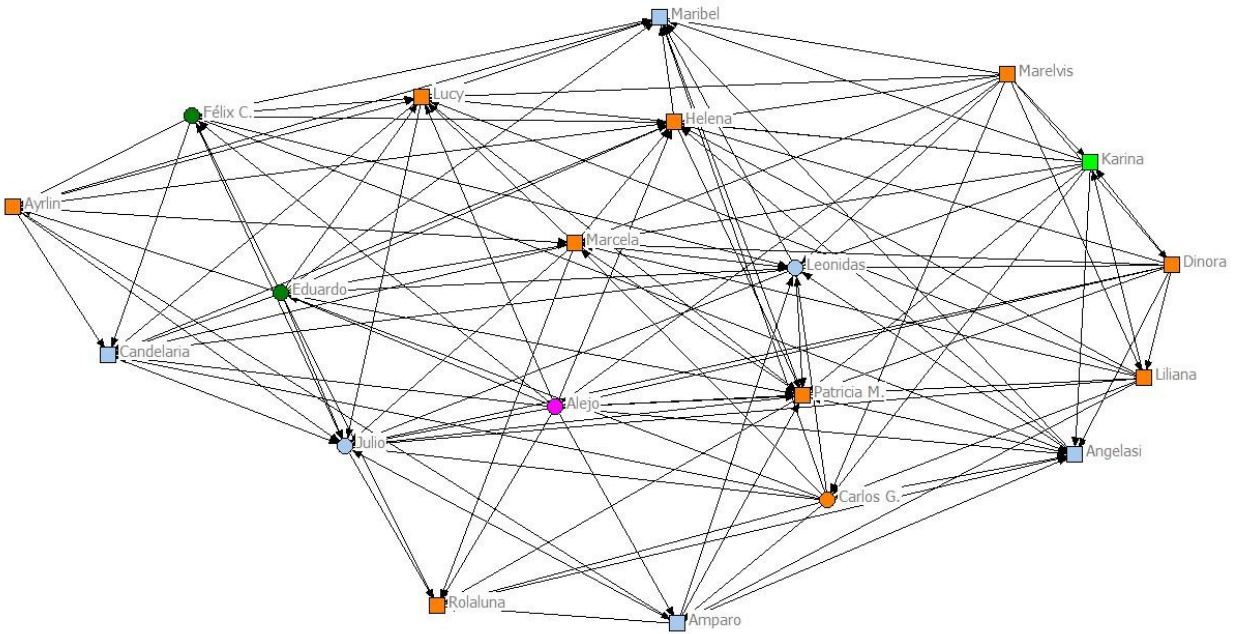 Maribel
Marelvis
Lucy
Félix C.
Helena
Karina
Ayrlin
Marcela
Leonidas
Dinora
Eduardo
Candelaria
Liliana
Patricia M.
Alejo
Julio
Angelasi
Carlos G.
Rolaluna
Amparo